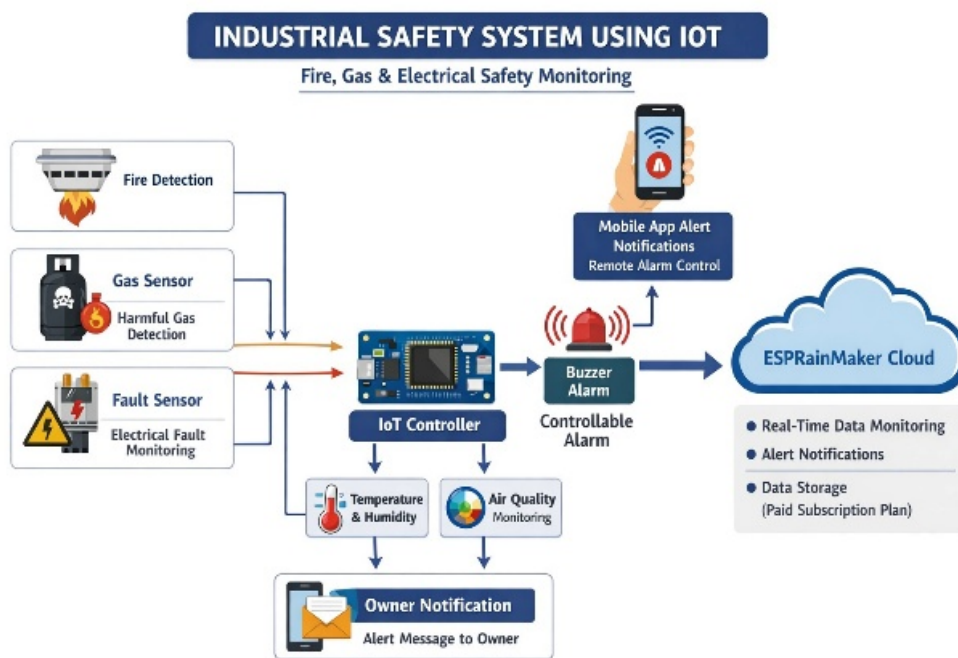 INDUSTRIAL SAFETY SYSTEM USING IOT
Fire, Gas & Electrical Safety Monitoring
Fire Detection
Gas Sensor
Harmful Gas
Detection
Fault Sensor
Electrical Fault
Monitoring
IoT Controller
Temperature
& Humidity
Air Quality
Monitoring
Owner Notification
Alert Message to Owner
Buzzer
Alarm
Controllable
Alarm
Mobile App Alert
Notifications
Remote Alarm Control
ESPRainMaker Cloud
• Real-Time Data Monitoring
• Alert Notifications
• Data Storage
(Paid Subscription Plan)